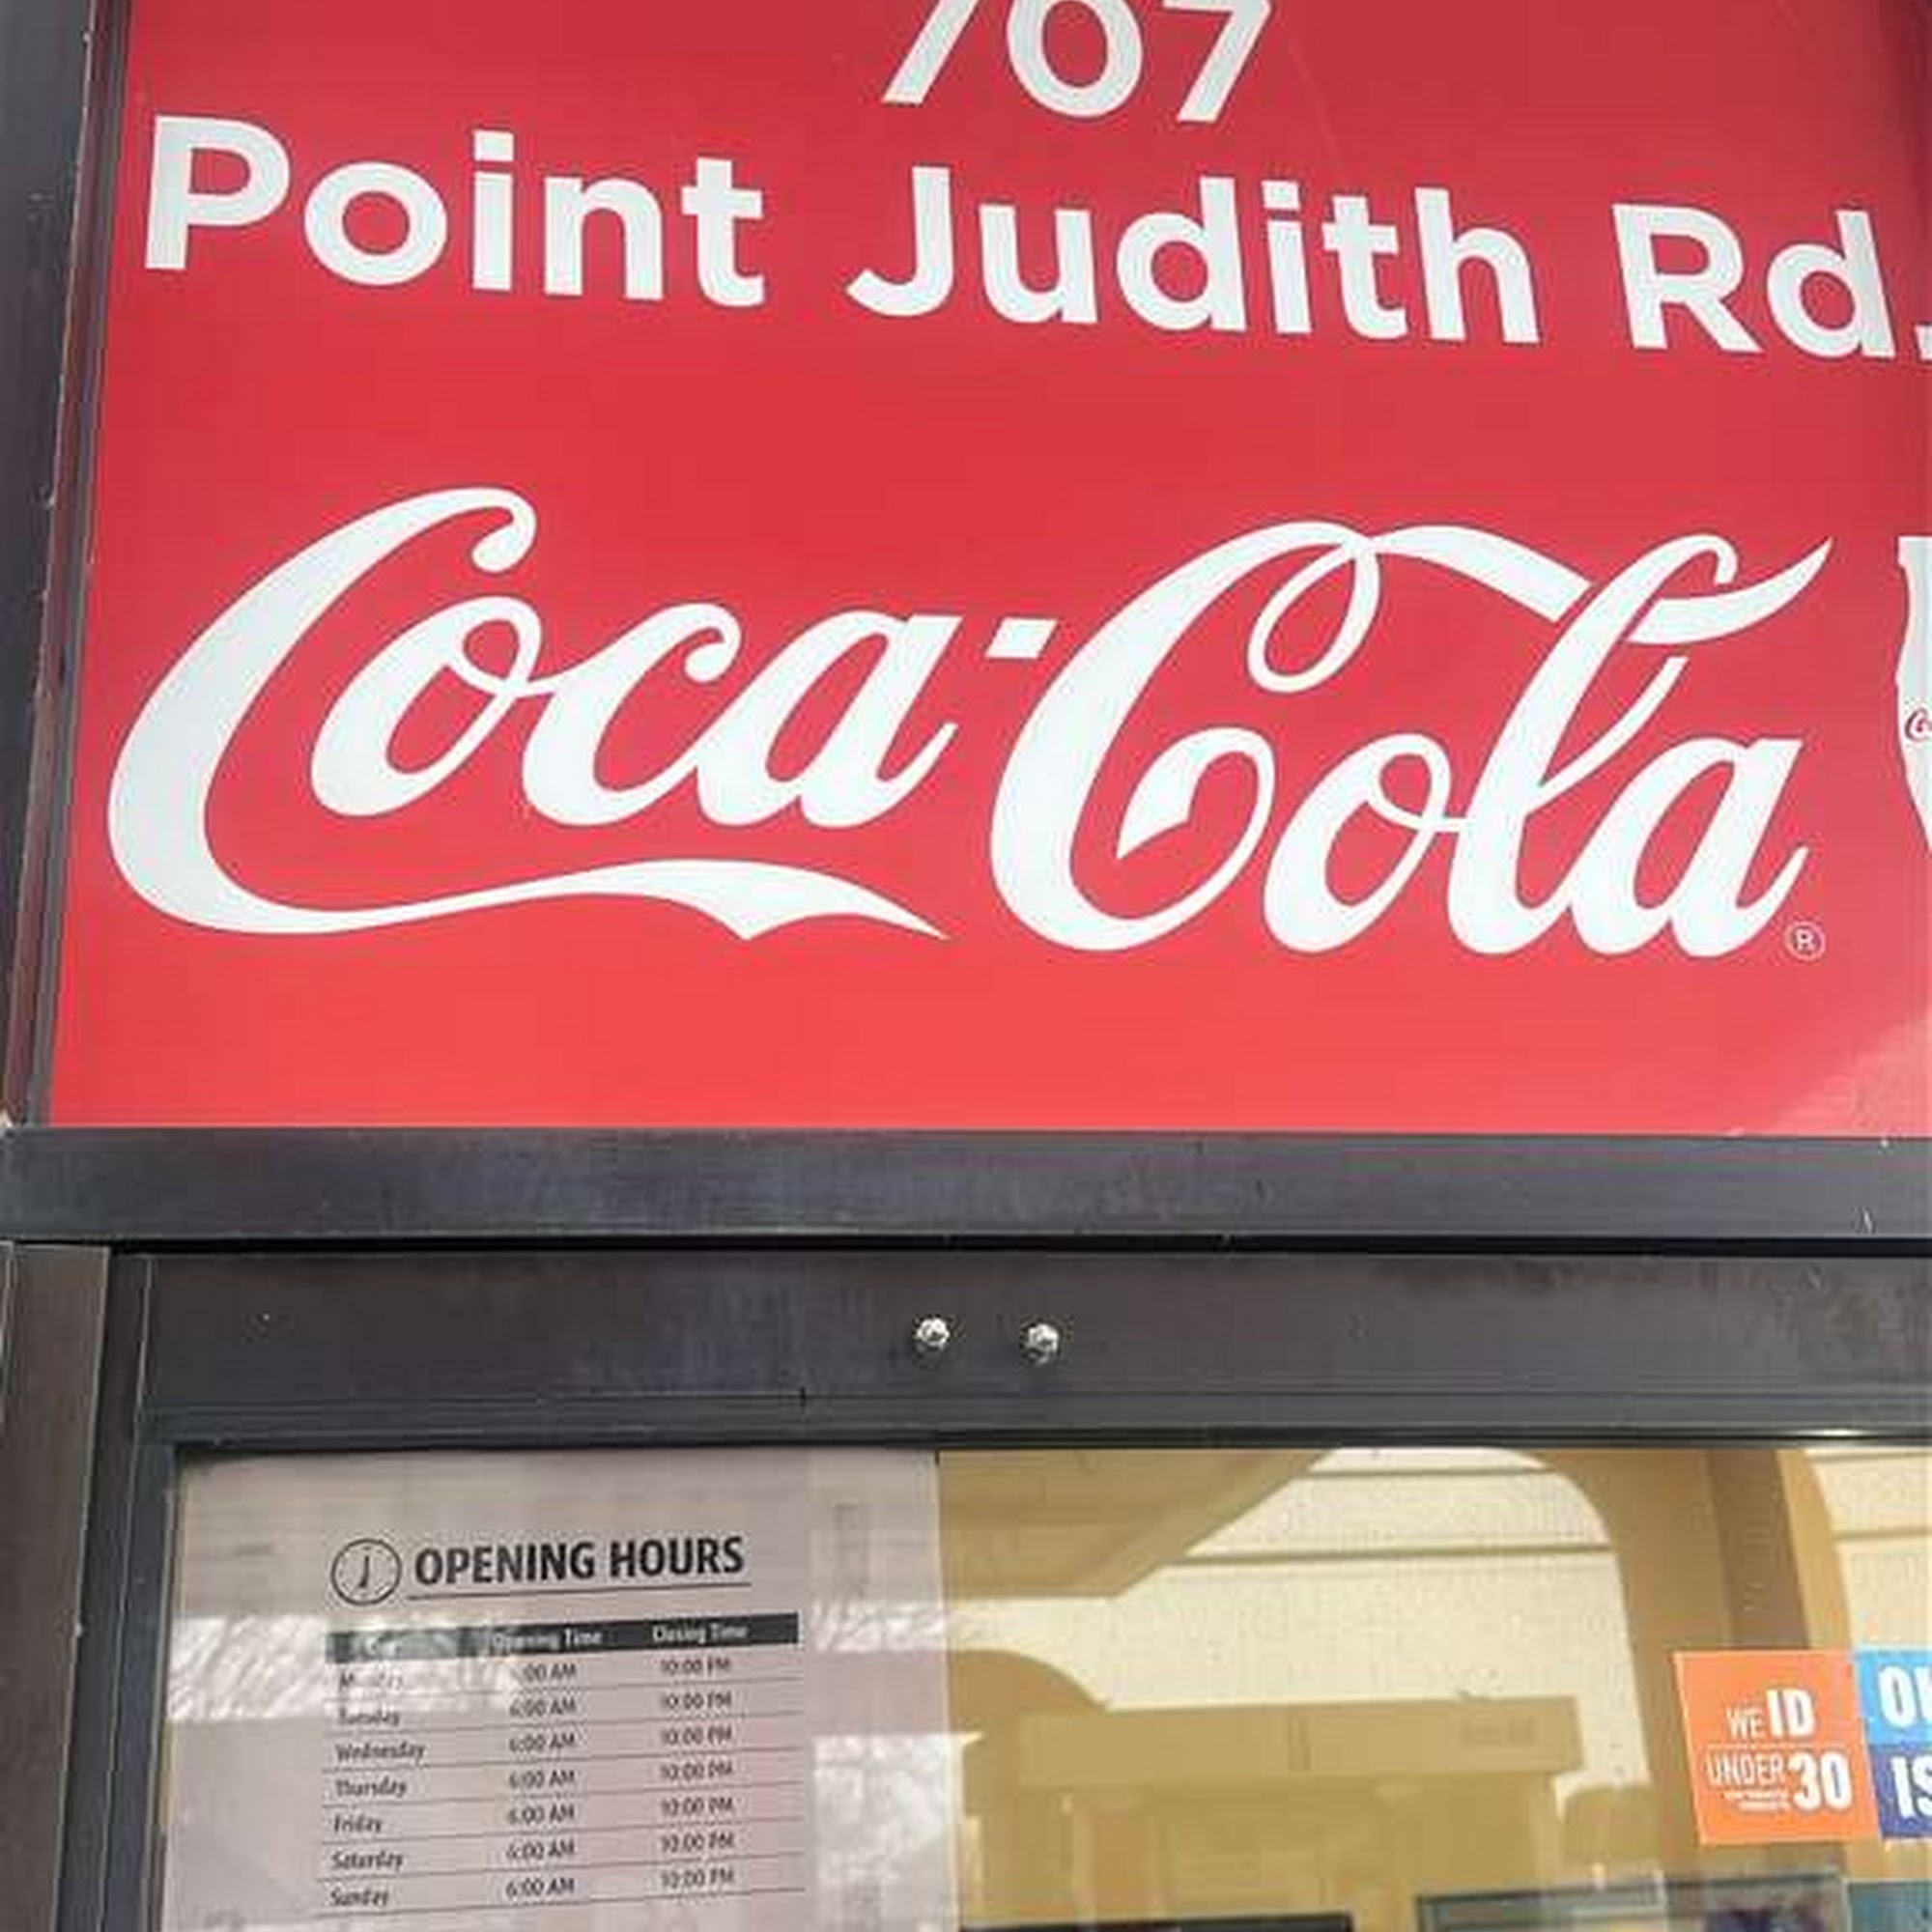 707
Point Judith Rd.
Coca-Cola
®
OPENING HOURS
Day Opening Time Closing Time
Monday 6:00 AM 10:00 PM
Tuesday 6:00 AM 10:00 PM
Wednesday 6:00 AM 10:00 PM
Thursday 6:00 AM 10:00 PM
Friday 6:00 AM 10:00 PM
Saturday 6:00 AM 10:00 PM
Sunday 6:00 AM 10:00 PM
WE ID
UNDER 30
IS